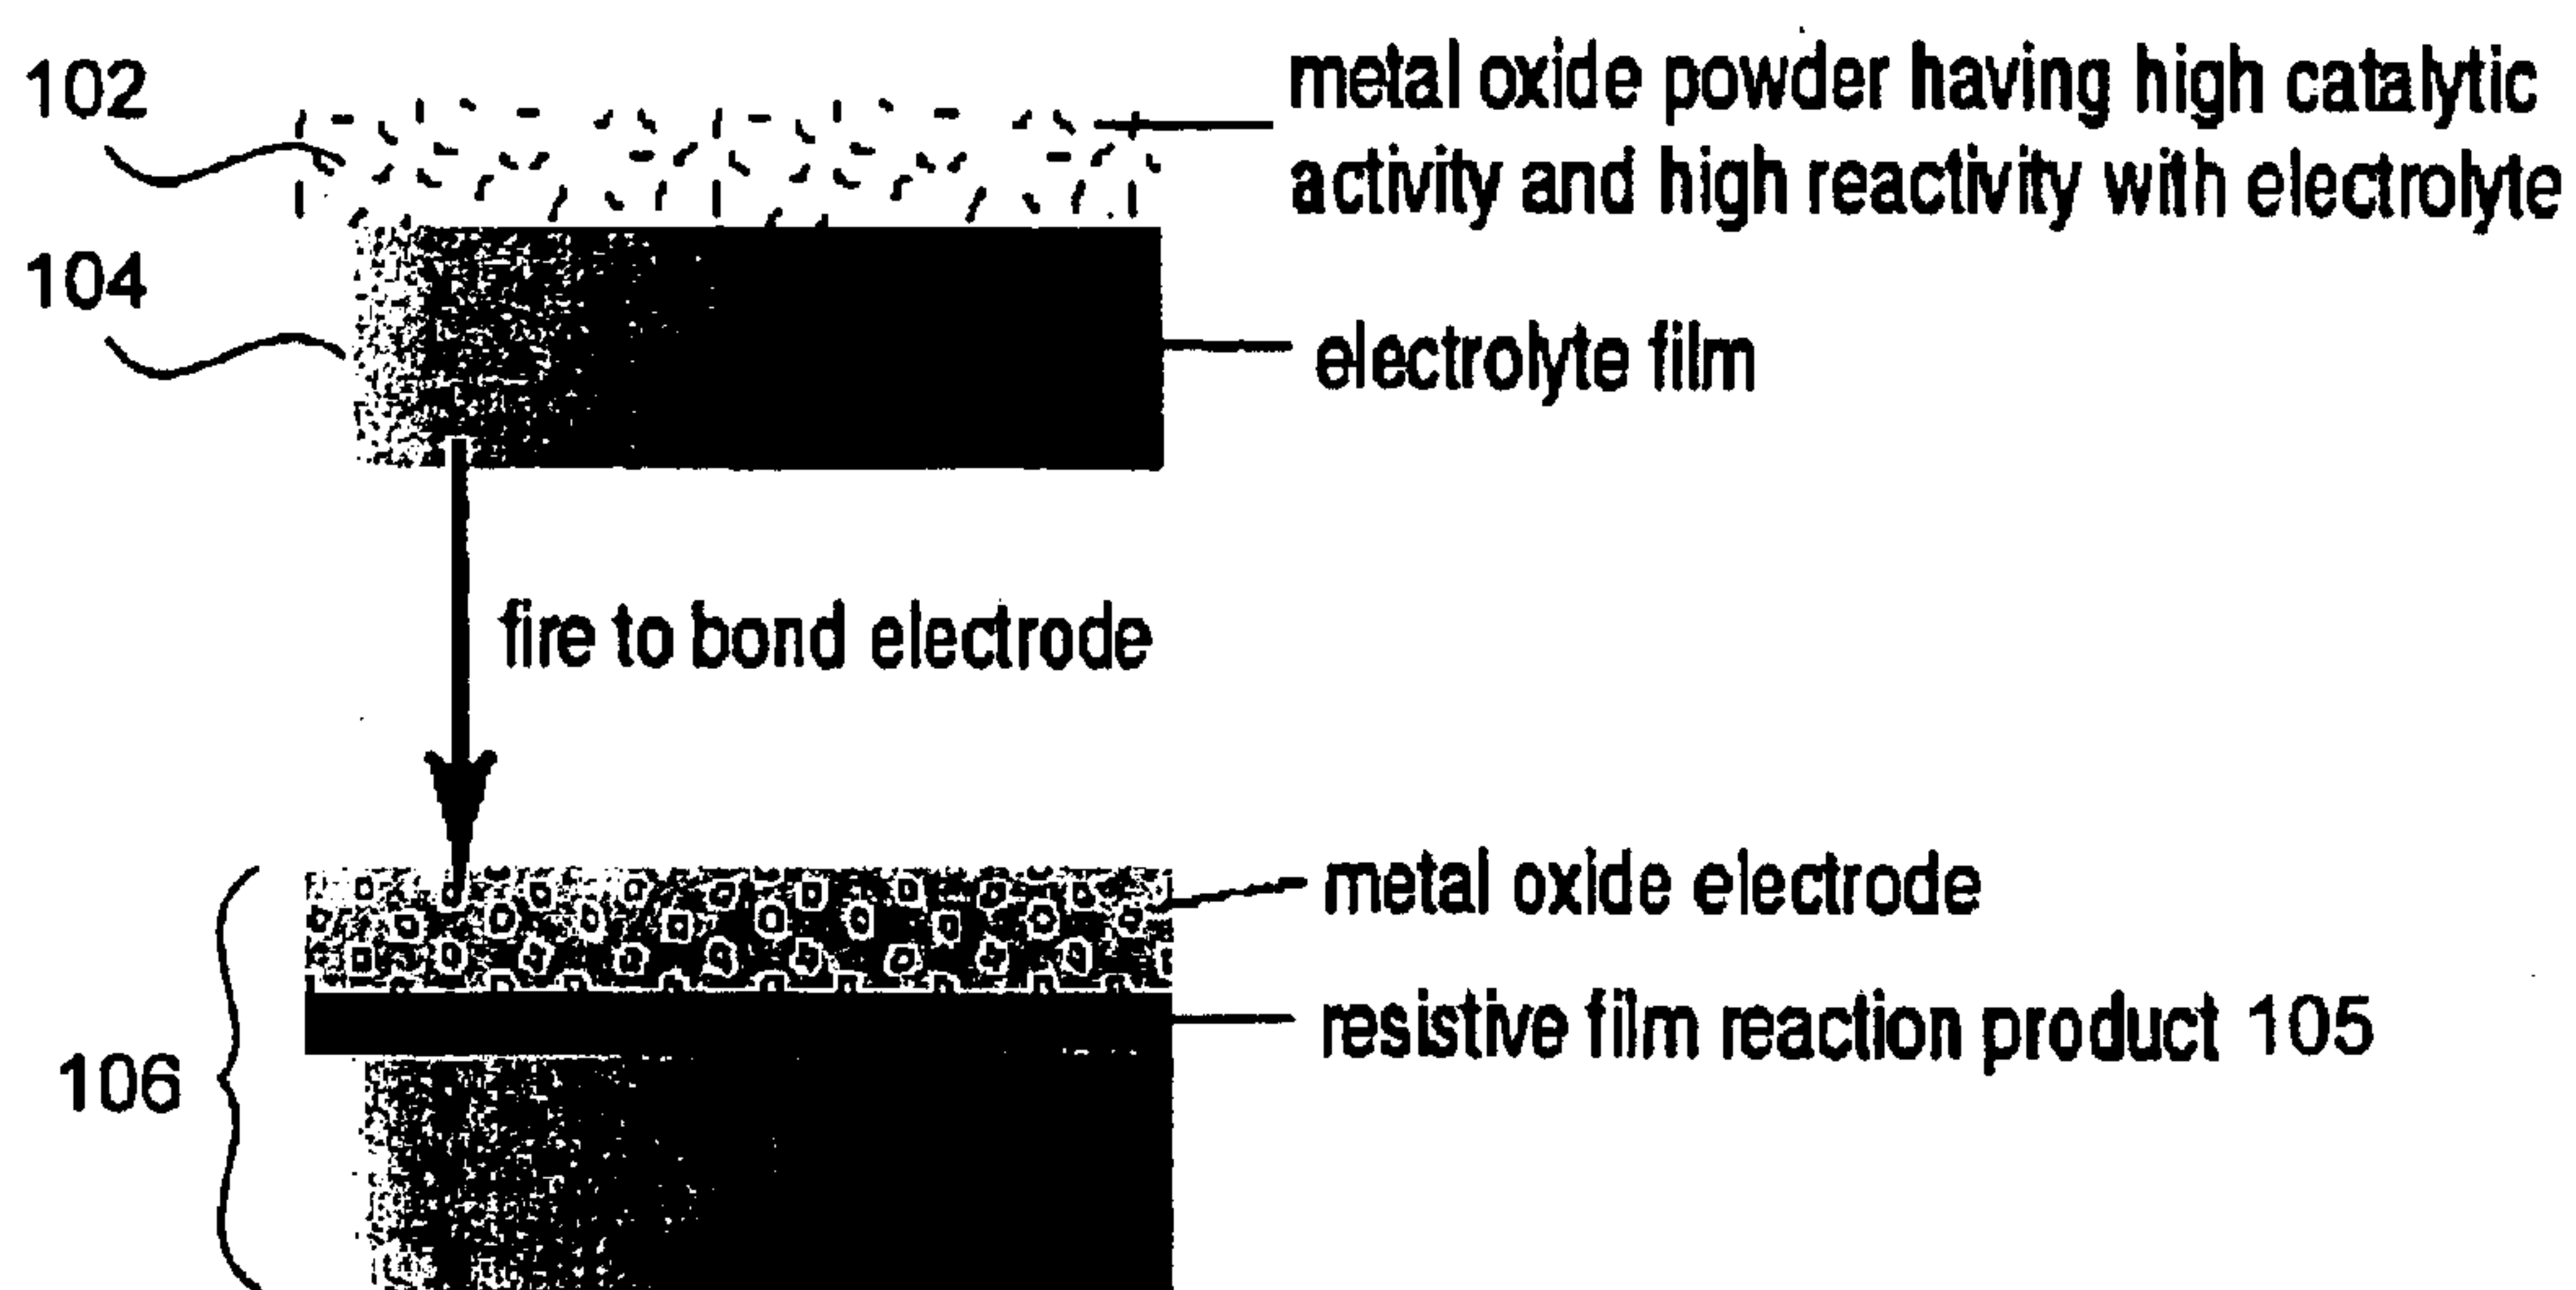 102
metal oxide powder having high catalytic
activity and high reactivity with electrolyte
104
electrolyte film
fire to bond electrode
metal oxide electrode
resistive film reaction product 105
106